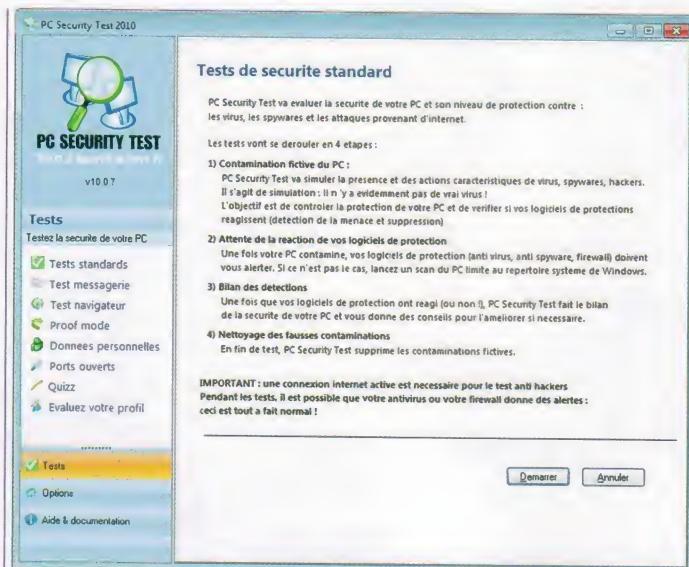 PC Security Test 2010
PC SECURITY TEST
v10.0.7
Tests
Testez la securite de votre PC
Tests standards
Test messagerie
Test navigateur
Proof mode
Donnees personnelles
Ports ouverts
Quizz
Evaluez votre profil
Tests
Options
Aide & documentation
Tests de securite standard
PC Security Test va evaluer la securite de votre PC et son niveau de protection contre :
les virus, les spywares et les attaques provenant d'internet.
Les tests vont se derouler en 4 etapes :
1) Contamination fictive du PC :
PC Security Test va simuler la presence et des actions caracteristiques de virus, spywares, hackers.
Il s'agit de simulation : Il n 'y a evidemment pas de vrai virus !
L'objectif est de controler la protection de votre PC et de verifier si vos logiciels de protections
reagissent (detection de la menace et suppression)
2) Attente de la reaction de vos logiciels de protection
Une fois votre PC contamine, vos logiciels de protection (anti virus, anti spyware, firewall) doivent
vous alerter. Si ce n'est pas le cas, lancez un scan du PC limite au repertoire systeme de Windows.
3) Bilan des detections
Une fois que vos logiciels de protection ont reagi (ou non !), PC Security Test fait le bilan
de la securite de votre PC et vous donne des conseils pour l'ameliorer si necessaire.
4) Nettoyage des fausses contaminations
En fin de test, PC Security Test supprime les contaminations fictives.
IMPORTANT : une connexion internet active est necessaire pour le test anti hackers
Pendant les tests, il est possible que votre antivirus ou votre firewall donne des alertes :
ceci est tout a fait normal !
Demarrer
Annuler